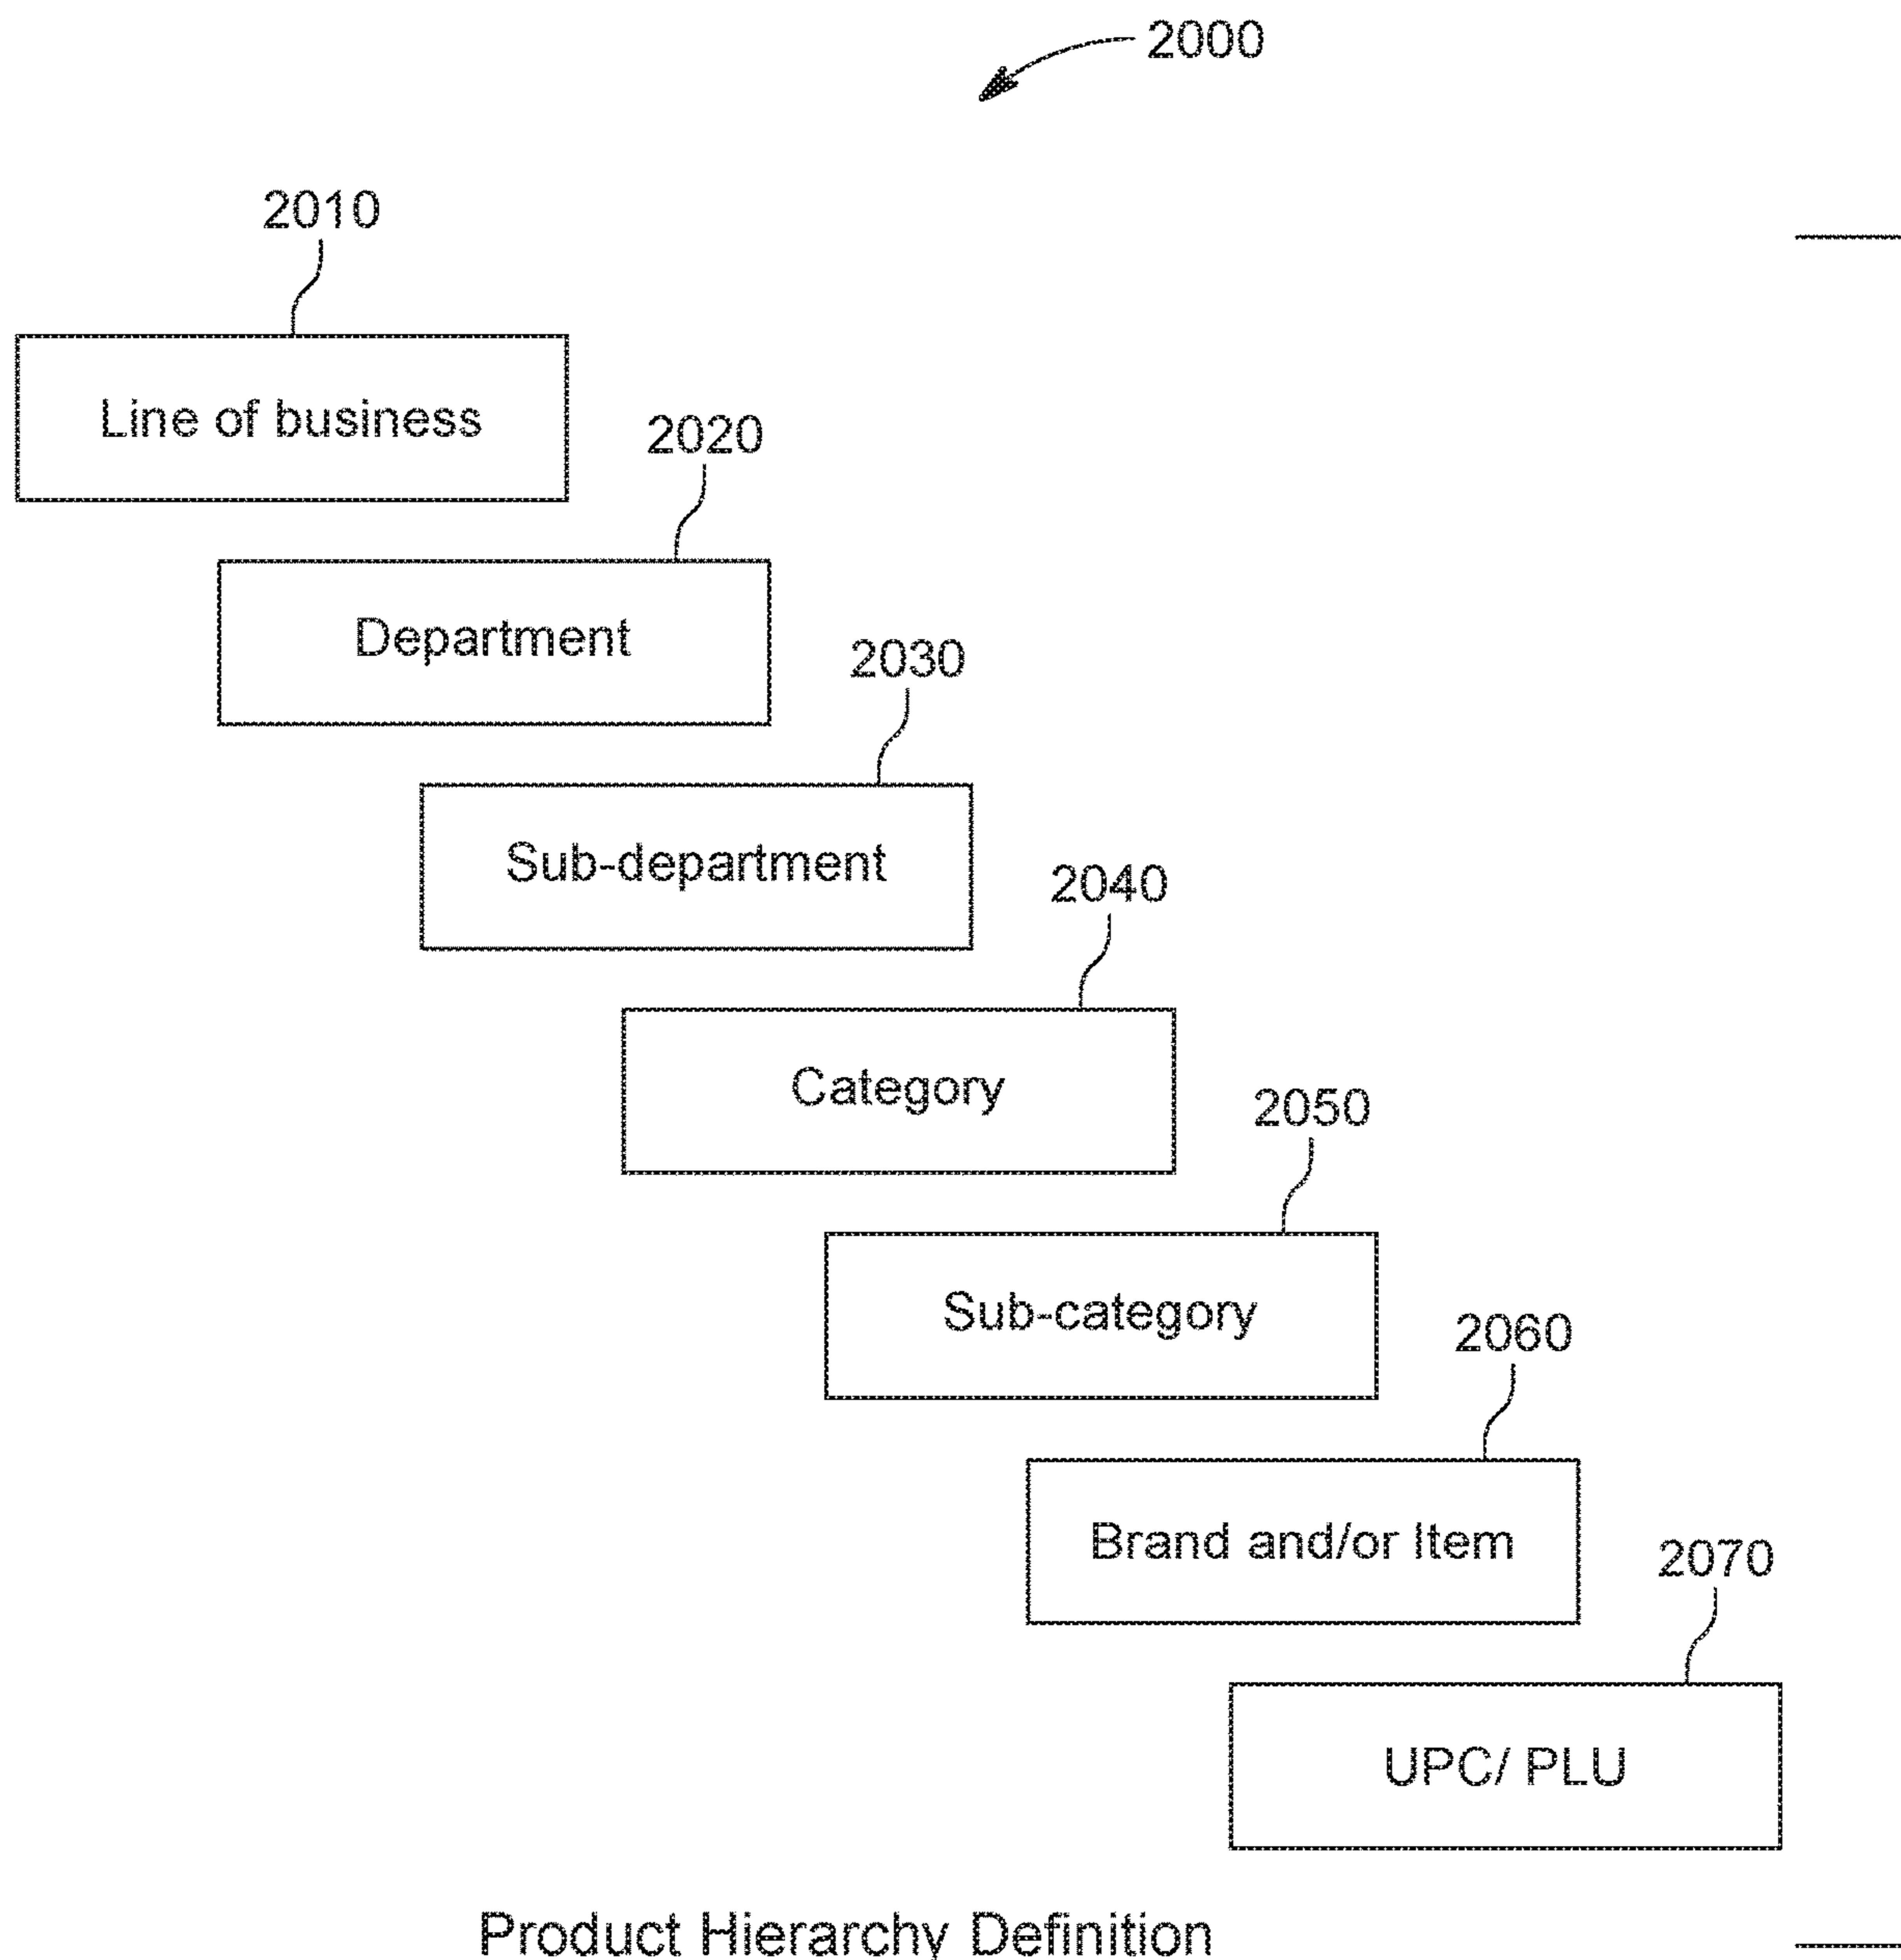 2000
2010
Line of business
2020
Department
2030
Sub-department
2040
Category
2050
Sub-category
2060
Brand and/or Item
2070
UPC/ PLU
Product Hierarchy Definition